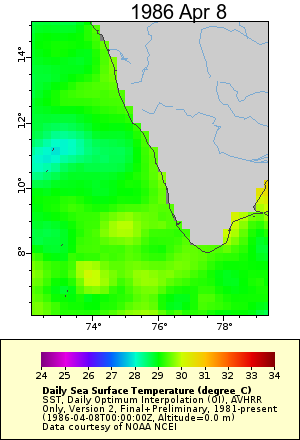 1986 Apr 8
14°
12°
10°
8°
74° 76° 78°
24 25 26 27 28 29 30 31 32 33 34
Daily Sea Surface Temperature (degree_C)
SST, Daily Optimum Interpolation (OI), AVHRR
Only, Version 2, Final+Preliminary, 1981-present
(1986-04-08T00:00:00Z, Altitude=0.0 m)
Data courtesy of NOAA NCEI